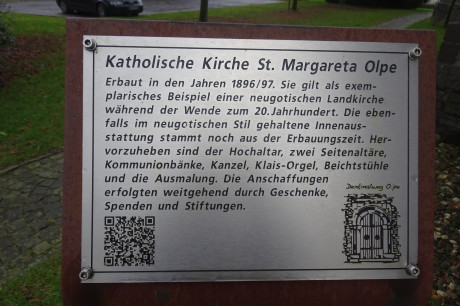 Katholische Kirche St. Margareta Olpe
Erbaut in den Jahren 1896/97. Sie gilt als exem-
plarisches Beispiel einer neugotischen Landkirche
während der Wende zum 20.Jahrhundert. Die eben-
falls im neugotischen Stil gehaltene Innenaus-
stattung stammt noch aus der Erbauungszeit. Her-
vorzuheben sind der Hochaltar, zwei Seitenaltäre,
Kommunionbänke, Kanzel, Klais-Orgel, Beichtstühle
und die Ausmalung. Die Anschaffungen
erfolgten weitgehend durch Geschenke,
Spenden und Stiftungen.
Olpe